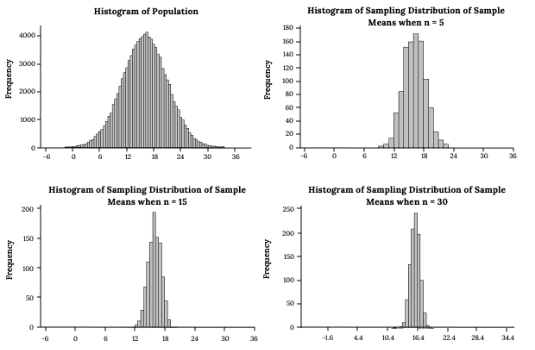 Histogram of Population
Frequency
4000
3000
2000
1000
0
-6 0 6 12 18 24 30 36
Histogram of Sampling Distribution of Sample
Means when n = 5
Frequency
180
160
140
120
100
80
60
40
20
0
-6 0 6 12 18 24 30 36
Histogram of Sampling Distribution of Sample
Means when n = 15
Frequency
200
150
100
50
0
-6 0 6 12 18 24 30 36
Histogram of Sampling Distribution of Sample
Means when n = 30
Frequency
250
200
150
100
50
0
-1.6 4.4 10.4 16.4 22.4 28.4 34.4